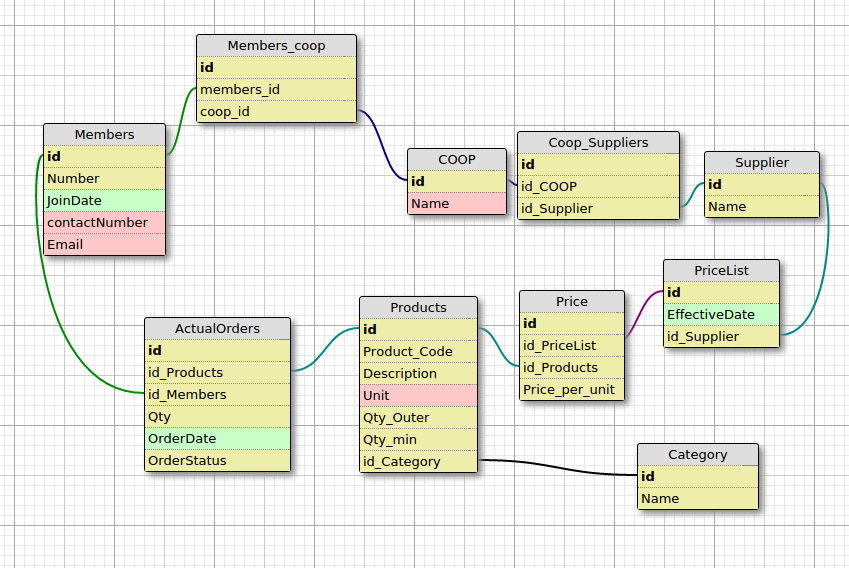 Members_coop
id
members_id
coop_id
Members
id
Number
JoinDate
contactNumber
Email
COOP
id
Name
Coop_Suppliers
id
id_COOP
id_Supplier
Supplier
id
Name
PriceList
id
EffectiveDate
id_Supplier
Price
id
id_PriceList
id_Products
Price_per_unit
Products
id
Product_Code
Description
Unit
Qty_Outer
Qty_min
id_Category
ActualOrders
id
id_Products
id_Members
Qty
OrderDate
OrderStatus
Category
id
Name